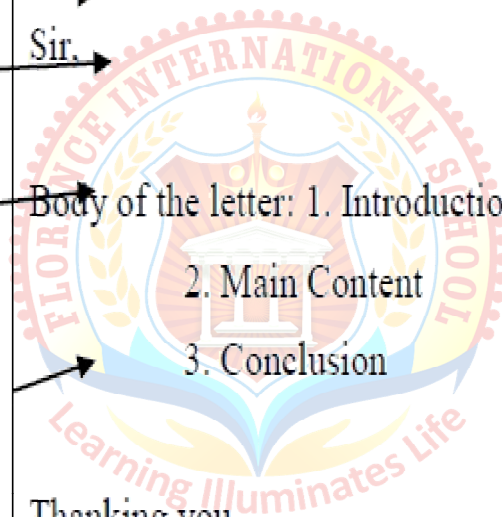 Sir,
FLORANCE INTERNATIONAL SCHOOL
Body of the letter: 1. Introductio
2. Main Content
3. Conclusion
Learning Illuminates Life
Thanking you